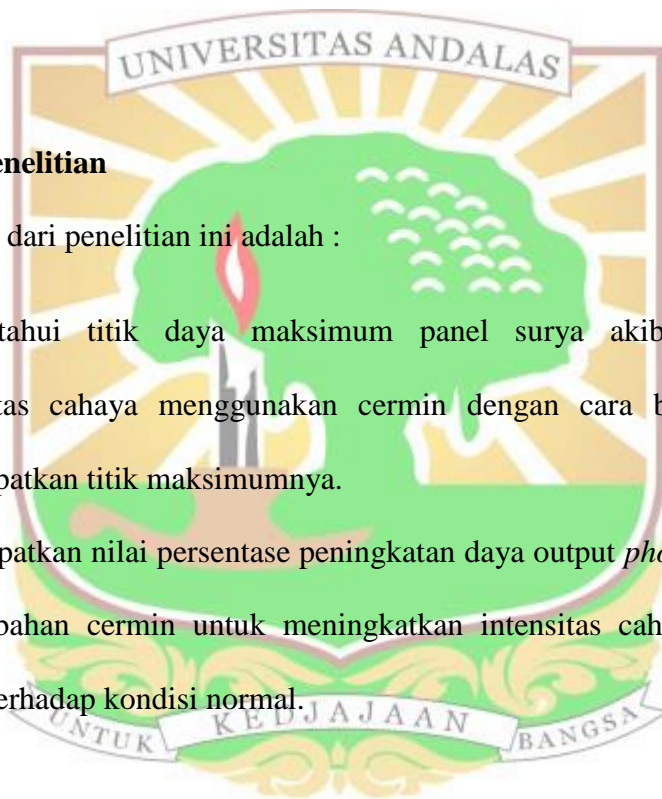 UNIVERSITAS ANDALAS
enelitian
dari penelitian ini adalah :
tahui titik daya maksimum panel surya akib
tas cahaya menggunakan cermin dengan cara b
patkan titik maksimumnya.
patkan nilai persentase peningkatan daya output pho
bahan cermin untuk meningkatkan intensitas cah
erhadap kondisi normal.
UNTUK KEDJAJAAN BANGSA